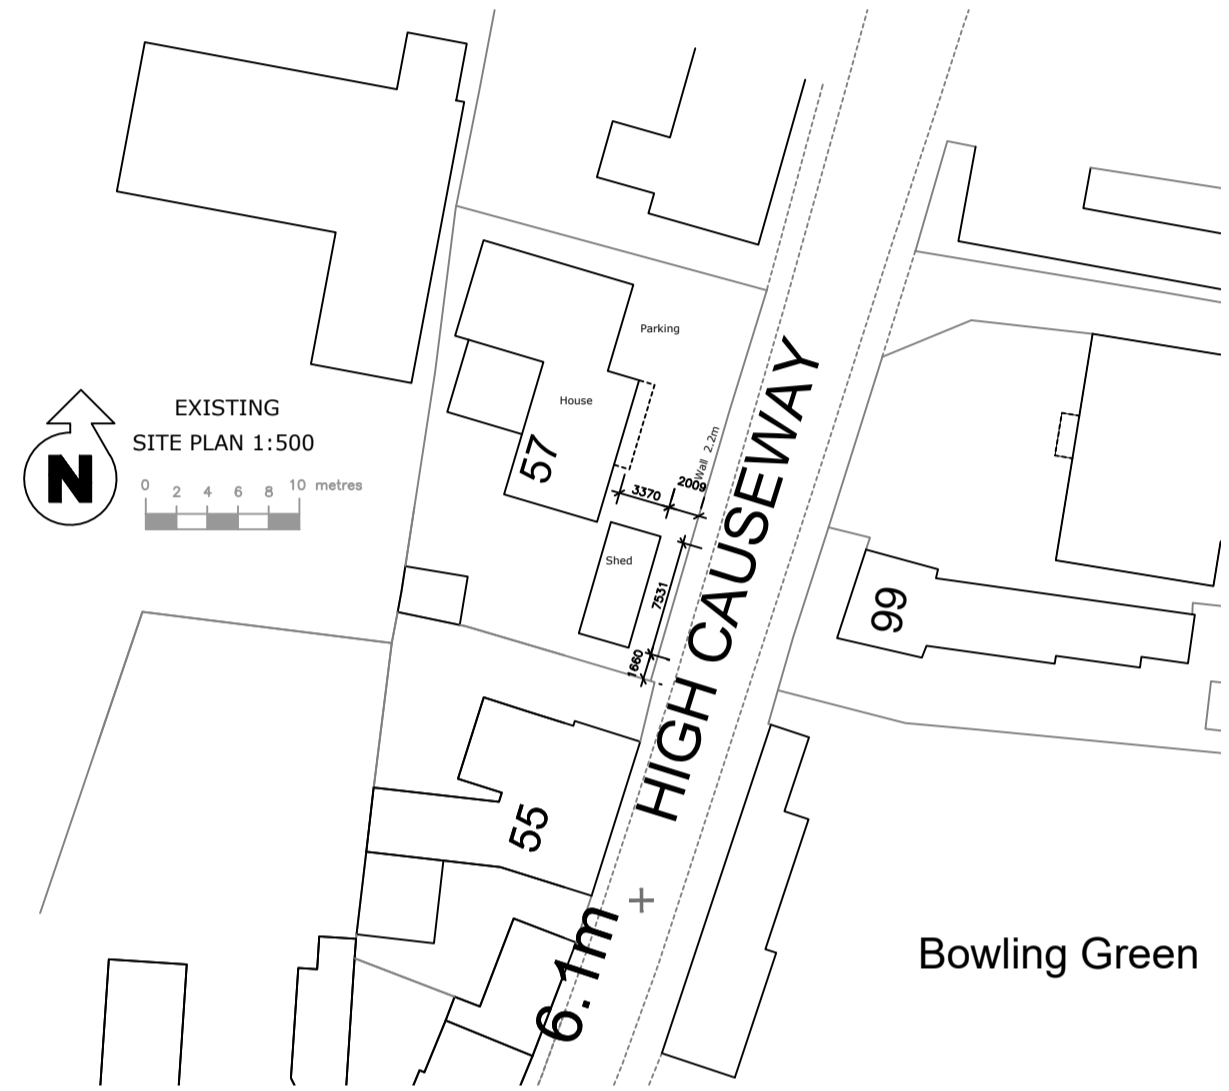 Parking
EXISTING
SITE PLAN 1:500
N
0 2 4 6 8 10 metres
House
57
Wall 2.2m
3370
2009
Shed
7531
1660
HIGH CAUSEWAY
99
55
6.1m
Bowling Green